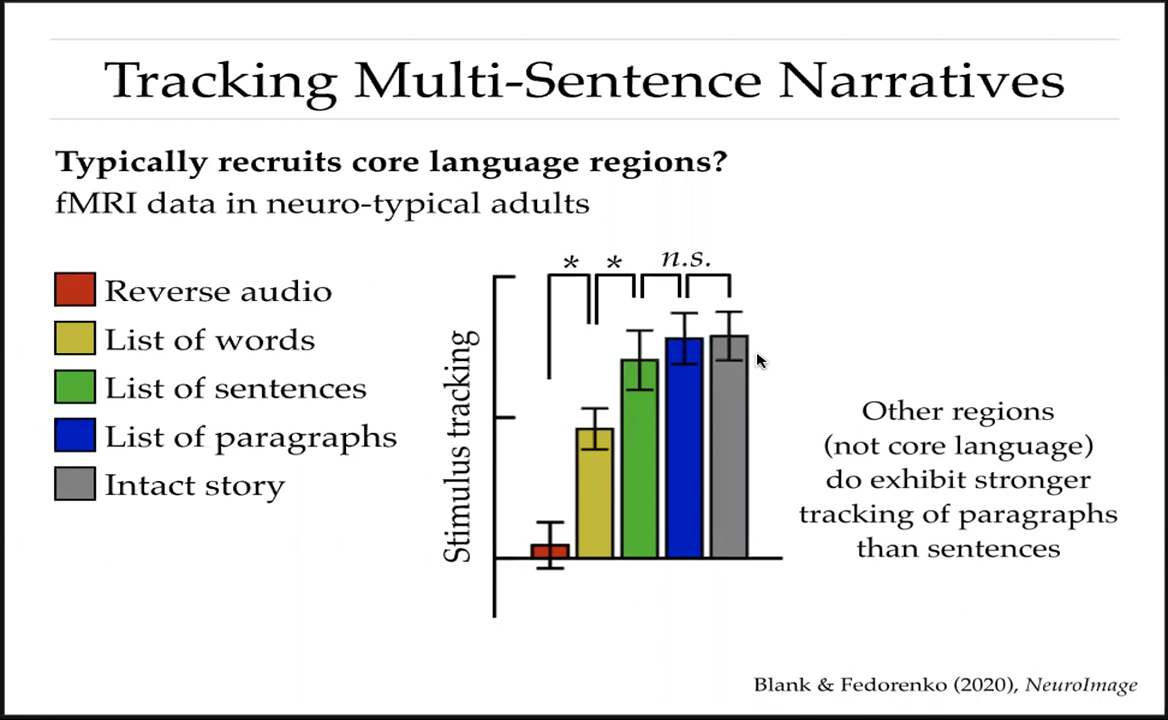 Tracking Multi-Sentence Narratives
Typically recruits core language regions?
fMRI data in neuro-typical adults
Reverse audio
List of words
List of sentences
List of paragraphs
Intact story
Stimulus tracking
* * n.s.
Other regions
(not core language)
do exhibit stronger
tracking of paragraphs
than sentences
Blank & Fedorenko (2020), NeuroImage